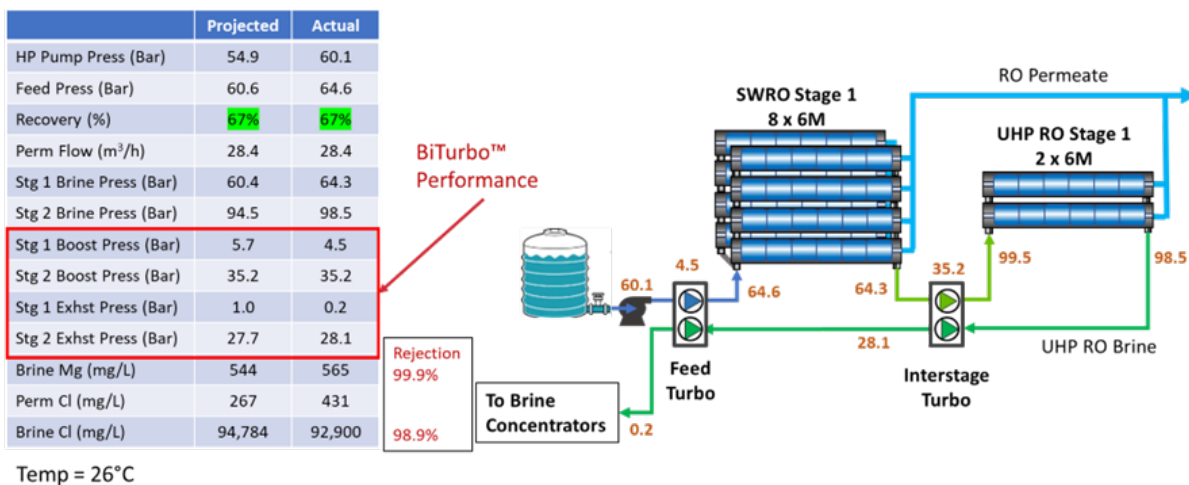 Projected Actual
HP Pump Press (Bar) 54.9 60.1
Feed Press (Bar) 60.6 64.6
Recovery (%) 67% 67%
Perm Flow (m³/h) 28.4 28.4
Stg 1 Brine Press (Bar) 60.4 64.3
Stg 2 Brine Press (Bar) 94.5 98.5
Stg 1 Boost Press (Bar) 5.7 4.5
Stg 2 Boost Press (Bar) 35.2 35.2
Stg 1 Exhst Press (Bar) 1.0 0.2
Stg 2 Exhst Press (Bar) 27.7 28.1
Brine Mg (mg/L) 544 565
Perm Cl (mg/L) 267 431
Brine Cl (mg/L) 94,784 92,900
Temp = 26°C
Rejection
99.9%
98.9%
BiTurbo™
Performance
RO Permeate
SWRO Stage 1
8 x 6M
UHP RO Stage 1
2 x 6M
60.1
4.5
64.6
64.3
35.2
99.5
98.5
28.1
UHP RO Brine
Feed
Turbo
Interstage
Turbo
To Brine
Concentrators
0.2